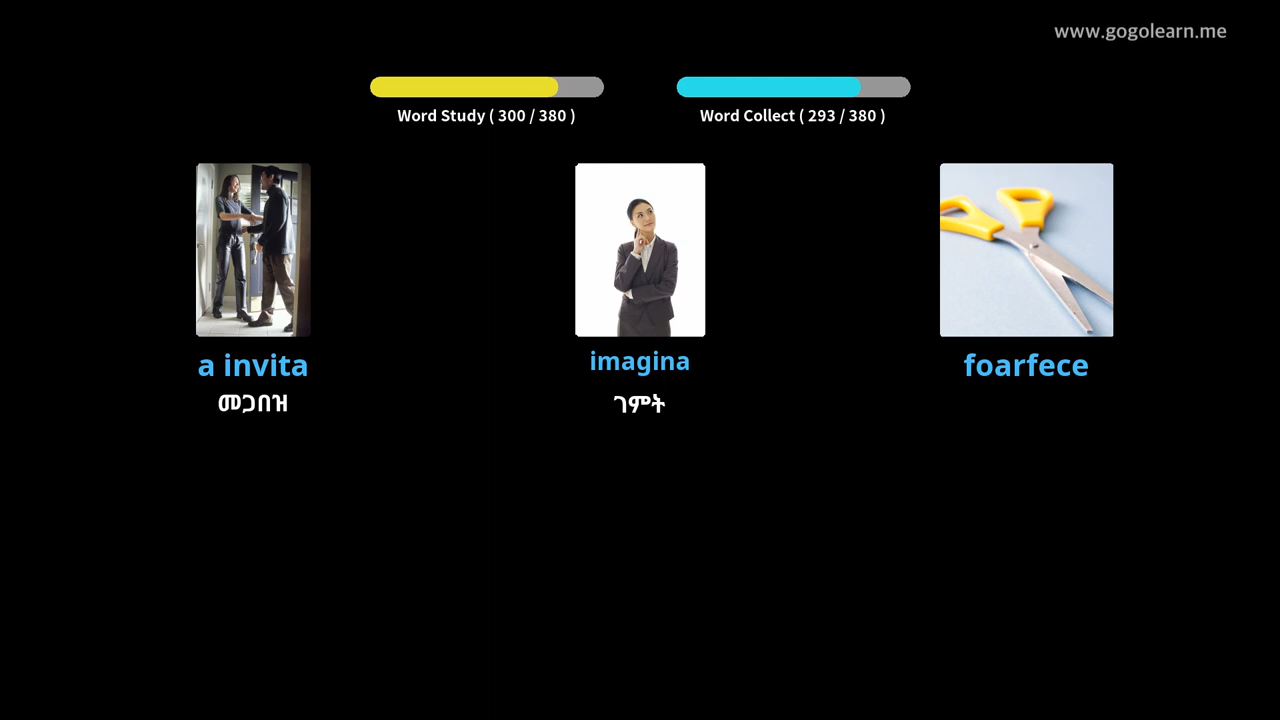 www.gogolearn.me
Word Study ( 300 / 380 )
Word Collect ( 293 / 380 )
a invita
imagina
foarfece
መጋበዝ
ገምት